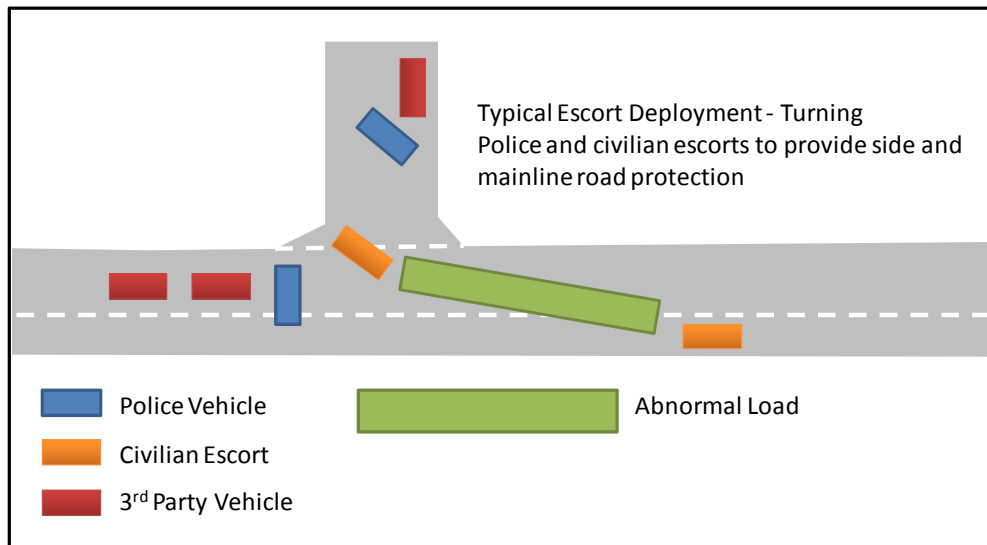 Typical Escort Deployment - Turning
Police and civilian escorts to provide side and
mainline road protection
Police Vehicle
Abnormal Load
Civilian Escort
3rd Party Vehicle